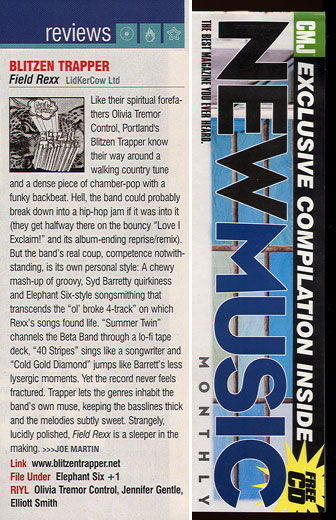 reviews
BLITZEN TRAPPER
Field Rexx LidKerCow Ltd
Like their spiritual forefa-
thers Olivia Tremor
Control, Portland's
Blitzen Trapper know
their way around a
walking country tune
and a dense piece of chamber-pop with a
funky backbeat. Hell, the band could probably
break down into a hip-hop jam if it was into it
(they get halfway there on the bouncy "Love I
Exclaim!" and its album-ending reprise/remix).
But the band's real coup, competence notwith-
standing, is its own personal style: A chewy
mash-up of groovy, Syd Barretty quirkiness
and Elephant Six-style songsmithing that
transcends the "ol' broke 4-track" on which
Rexx's songs found life. "Summer Twin"
channels the Beta Band through a lo-fi tape
deck, "40 Stripes" sings like a songwriter and
"Cold Gold Diamond" jumps like Barrett's less
lysergic moments. Yet the record never feels
fractured. Trapper lets the genres inhabit the
band's own muse, keeping the basslines thick
and the melodies subtly sweet. Strangely,
lucidly polished, Field Rexx is a sleeper in the
making. >>>JOE MARTIN
Link www.blitzentrapper.net
File Under Elephant Six +1
RIYL Olivia Tremor Control, Jennifer Gentle,
Elliott Smith
CMJ EXCLUSIVE COMPILATION INSIDE
NEW MUSIC
MONTHLY
THE BEST MAGAZINE YOU EVER HEARD.
FREE
CD